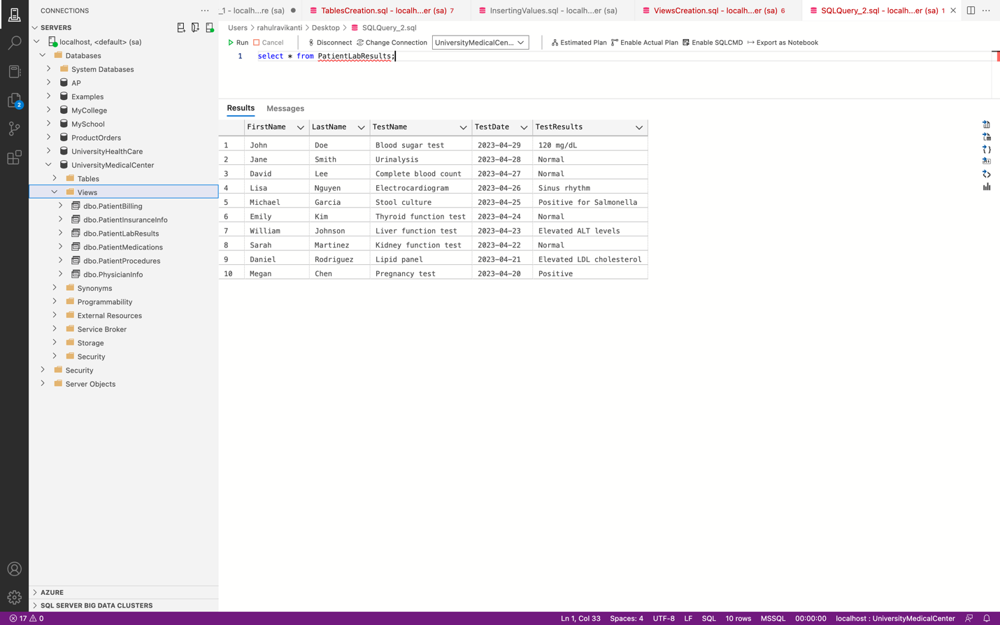 CONNECTIONS
SERVERS
localhost, <default> (sa)
Databases
System Databases
AP
Examples
MyCollege
MySchool
ProductOrders
UniversityHealthCare
UniversityMedicalCenter
Tables
Views
dbo.PatientBilling
dbo.PatientInsuranceInfo
dbo.PatientLabResults
dbo.PatientMedications
dbo.PatientProcedures
dbo.PhysicianInfo
Synonyms
Programmability
External Resources
Service Broker
Storage
Security
Security
Server Objects
AZURE
SQL SERVER BIG DATA CLUSTERS
2
_1 - localh...re (sa) TablesCreation.sql - localh...er (sa) 7 InsertingValues.sql - localh...er (sa) ViewsCreation.sql - localh...er (sa) 6 SQLQuery_2.sql - localh...er (sa) 1
Users > rahulravikanti > Desktop > SQLQuery_2.sql
Run Cancel Disconnect Change Connection UniversityMedicalCen... Estimated Plan Enable Actual Plan Enable SQLCMD Export as Notebook
1 select * from PatientLabResults;
Results Messages
FirstName LastName TestName TestDate TestResults
1 John Doe Blood sugar test 2023-04-29 120 mg/dL
2 Jane Smith Urinalysis 2023-04-28 Normal
3 David Lee Complete blood count 2023-04-27 Normal
4 Lisa Nguyen Electrocardiogram 2023-04-26 Sinus rhythm
5 Michael Garcia Stool culture 2023-04-25 Positive for Salmonella
6 Emily Kim Thyroid function test 2023-04-24 Normal
7 William Johnson Liver function test 2023-04-23 Elevated ALT levels
8 Sarah Martinez Kidney function test 2023-04-22 Normal
9 Daniel Rodriguez Lipid panel 2023-04-21 Elevated LDL cholesterol
10 Megan Chen Pregnancy test 2023-04-20 Positive
17 0 Ln 1, Col 33 Spaces: 4 UTF-8 LF SQL 10 rows MSSQL 00:00:00 localhost : UniversityMedicalCenter